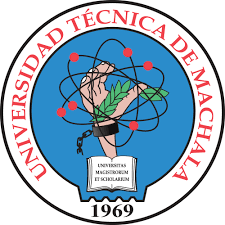 UNIVERSIDAD TÉCNICA DE MACHALA
UNIVERSITAS
MAGISTRORUM
ET SCHOLARIUM
1969